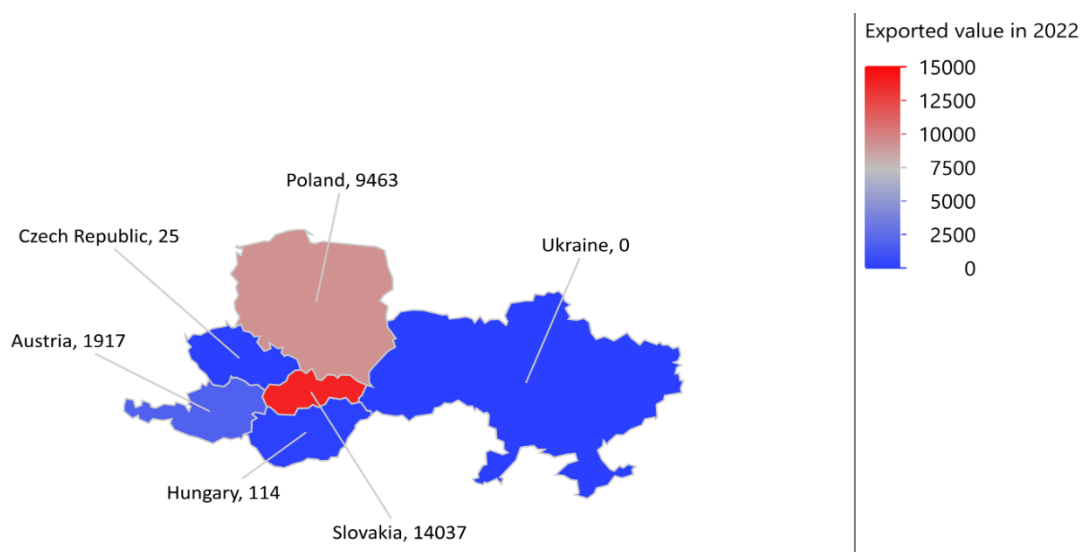 Exported value in 2022
15000
12500
10000
7500
5000
2500
0
Poland, 9463
Czech Republic, 25
Ukraine, 0
Austria, 1917
Hungary, 114
Slovakia, 14037